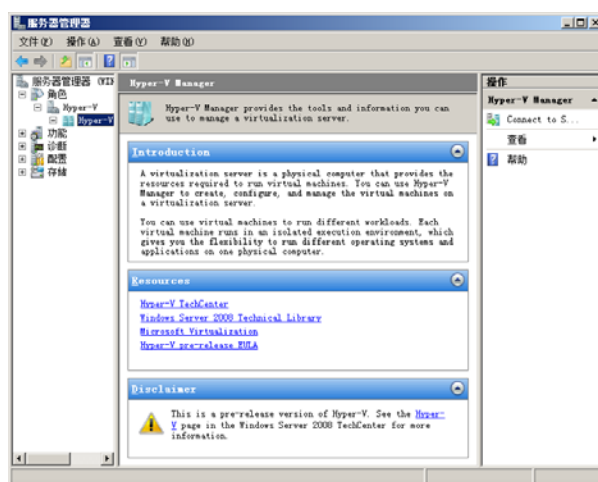 服务器管理器
文件(F) 操作(A) 查看(V) 帮助(H)
服务器管理器 (WI
角色
Hyper-V
Hyper-V
功能
诊断
配置
存储
Hyper-V Manager
Hyper-V Manager provides the tools and information you can
use to manage a virtualization server.
Introduction
A virtualization server is a physical computer that provides the
resources required to run virtual machines. You can use Hyper-V
Manager to create, configure, and manage the virtual machines on
a virtualization server.
You can use virtual machines to run different workloads. Each
virtual machine runs in an isolated execution environment, which
gives you the flexibility to run different operating systems and
applications on one physical computer.
Resources
Hyper-V TechCenter
Windows Server 2008 Technical Library
Microsoft Virtualization
Hyper-V pre-release EULA
Disclaimer
This is a pre-release version of Hyper-V. See the Hyper-
V page in the Windows Server 2008 TechCenter for more
information.
操作
Hyper-V Manager
Connect to S...
查看
帮助